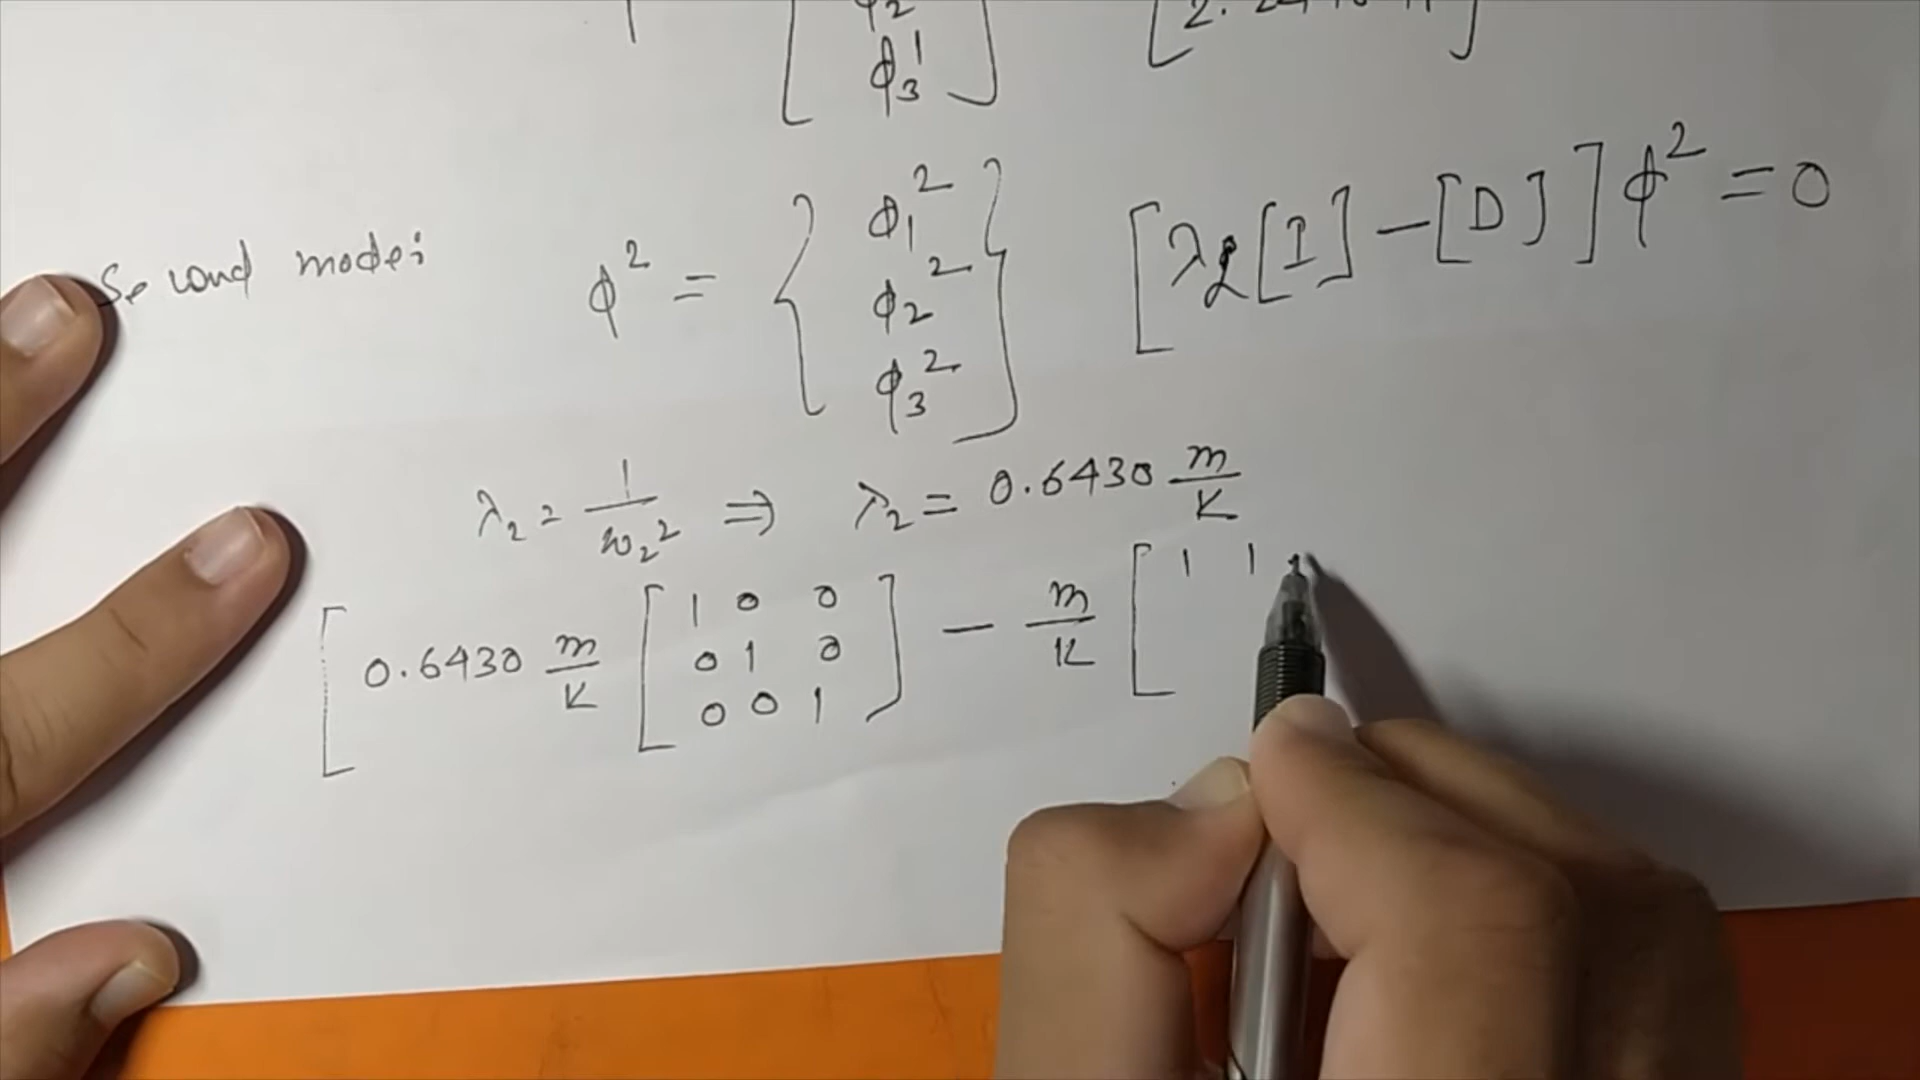 ϕ₃¹
Second mode: ϕ² = { ϕ₁² ϕ₂² ϕ₃² } [λ₂[I] − [D]] ϕ² = 0
λ₂ = 1/ω₂² ⇒ λ₂ = 0.6430 m/K
[ 0.6430 m/K [ 1 0 0
0 1 0
0 0 1 ] − m/K [ 1 1